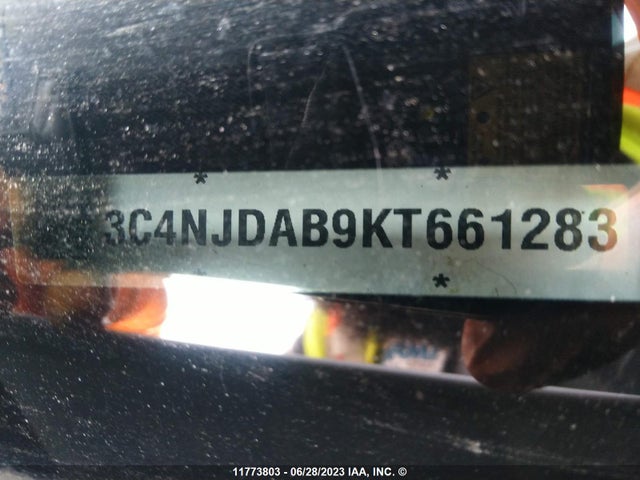 * *
3C4NJDAB9KT661283
* *
11773803 - 06/28/2023 IAA, INC. ©